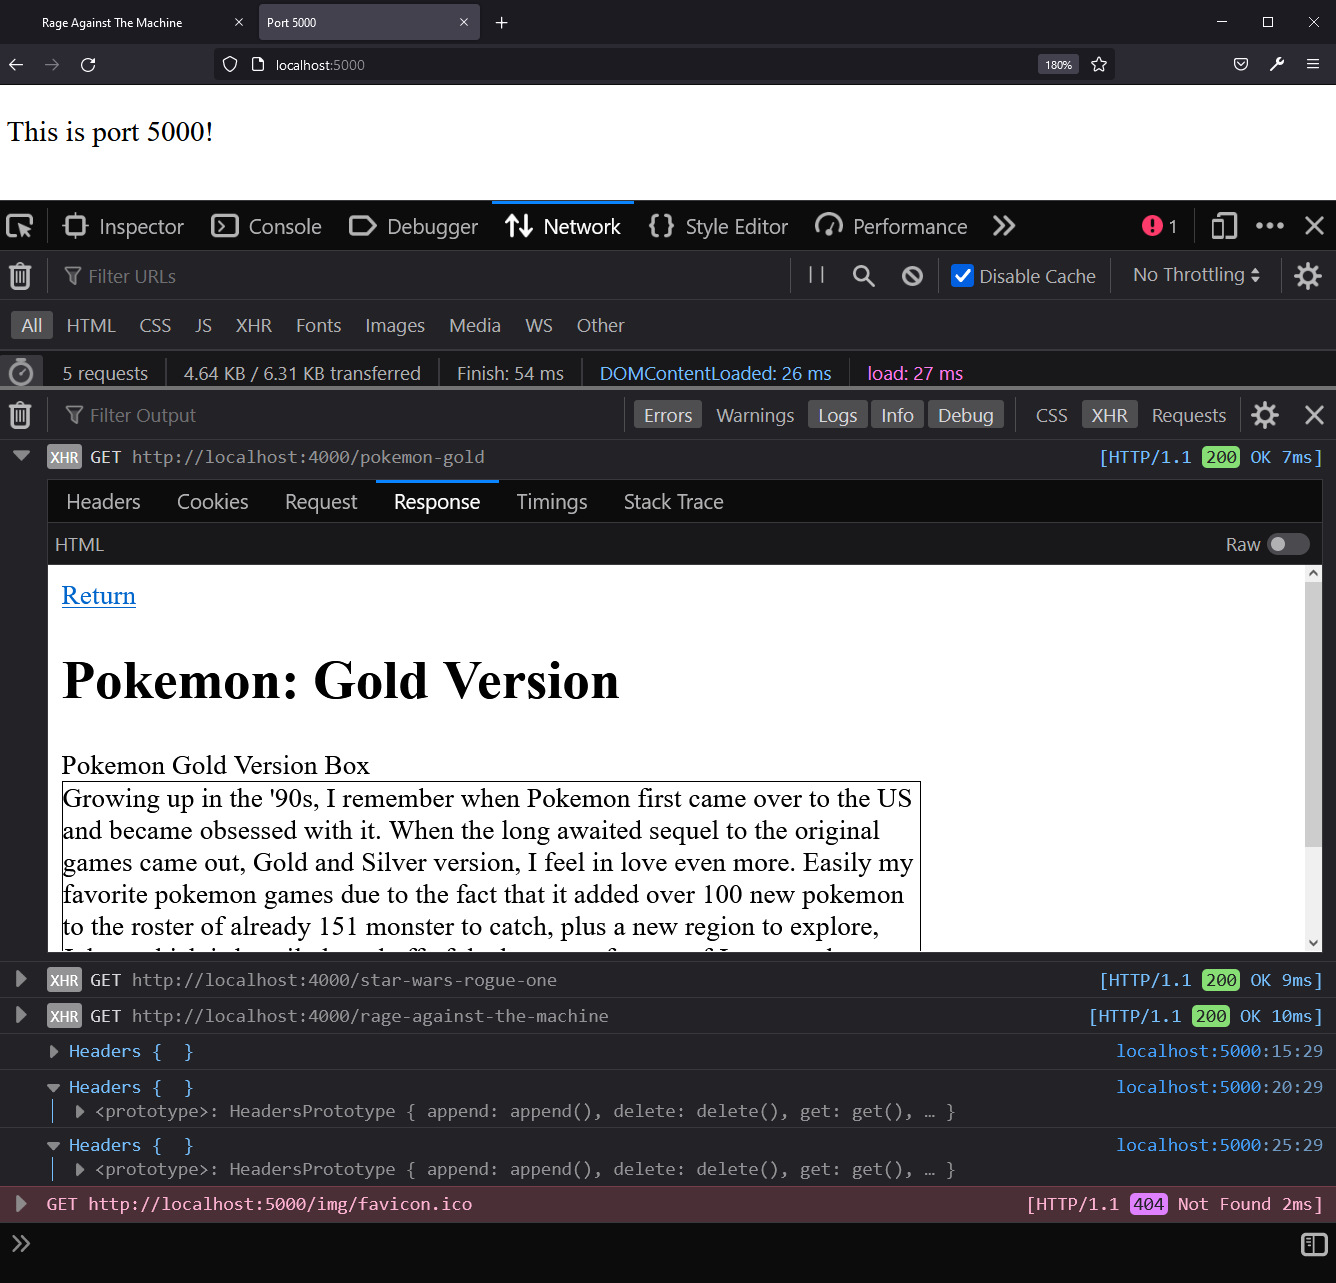 Rage Against The Machine
Port 5000
localhost:5000
180%
This is port 5000!
Inspector Console Debugger Network Style Editor Performance 1
Filter URLs Disable Cache No Throttling
All HTML CSS JS XHR Fonts Images Media WS Other
5 requests 4.64 KB / 6.31 KB transferred Finish: 54 ms DOMContentLoaded: 26 ms load: 27 ms
Filter Output Errors Warnings Logs Info Debug CSS XHR Requests
XHR GET http://localhost:4000/pokemon-gold [HTTP/1.1 200 OK 7ms]
Headers Cookies Request Response Timings Stack Trace
HTML Raw
Return
Pokemon: Gold Version
Pokemon Gold Version Box
Growing up in the '90s, I remember when Pokemon first came over to the US
and became obsessed with it. When the long awaited sequel to the original
games came out, Gold and Silver version, I feel in love even more. Easily my
favorite pokemon games due to the fact that it added over 100 new pokemon
to the roster of already 151 monster to catch, plus a new region to explore,
XHR GET http://localhost:4000/star-wars-rogue-one [HTTP/1.1 200 OK 9ms]
XHR GET http://localhost:4000/rage-against-the-machine [HTTP/1.1 200 OK 10ms]
Headers { } localhost:5000:15:29
Headers { } localhost:5000:20:29
<prototype>: HeadersPrototype { append: append(), delete: delete(), get: get(), … }
Headers { } localhost:5000:25:29
<prototype>: HeadersPrototype { append: append(), delete: delete(), get: get(), … }
GET http://localhost:5000/img/favicon.ico [HTTP/1.1 404 Not Found 2ms]